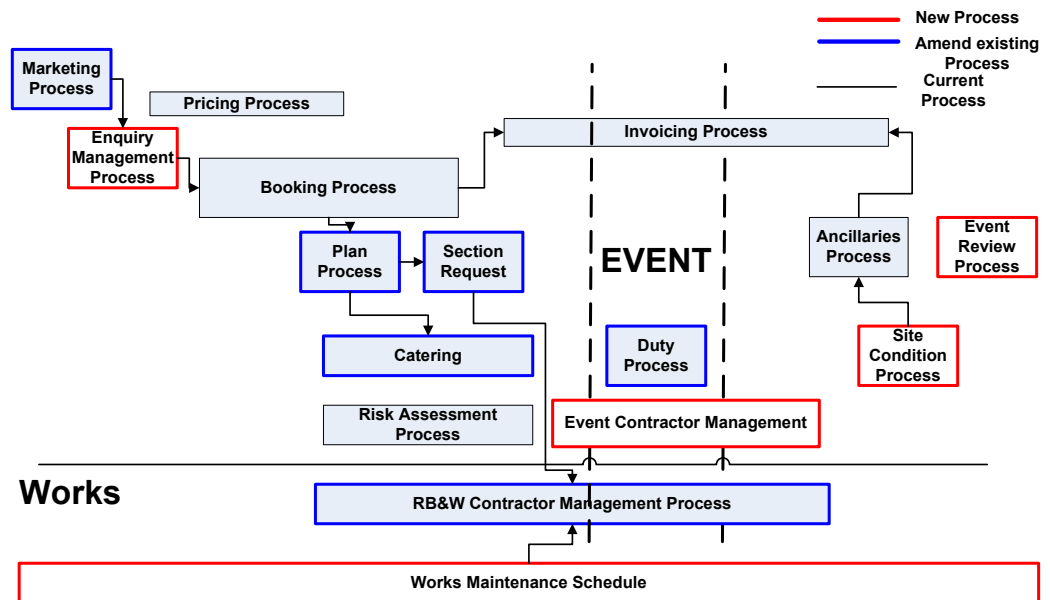 New Process
Amend existing
Process
Current
Process
Marketing
Process
Pricing Process
Enquiry
Management
Process
Invoicing Process
Booking Process
Plan
Process
Section
Request
EVENT
Ancillaries
Process
Event
Review
Process
Catering
Duty
Process
Site
Condition
Process
Risk Assessment
Process
Event Contractor Management
Works
RB&W Contractor Management Process
Works Maintenance Schedule